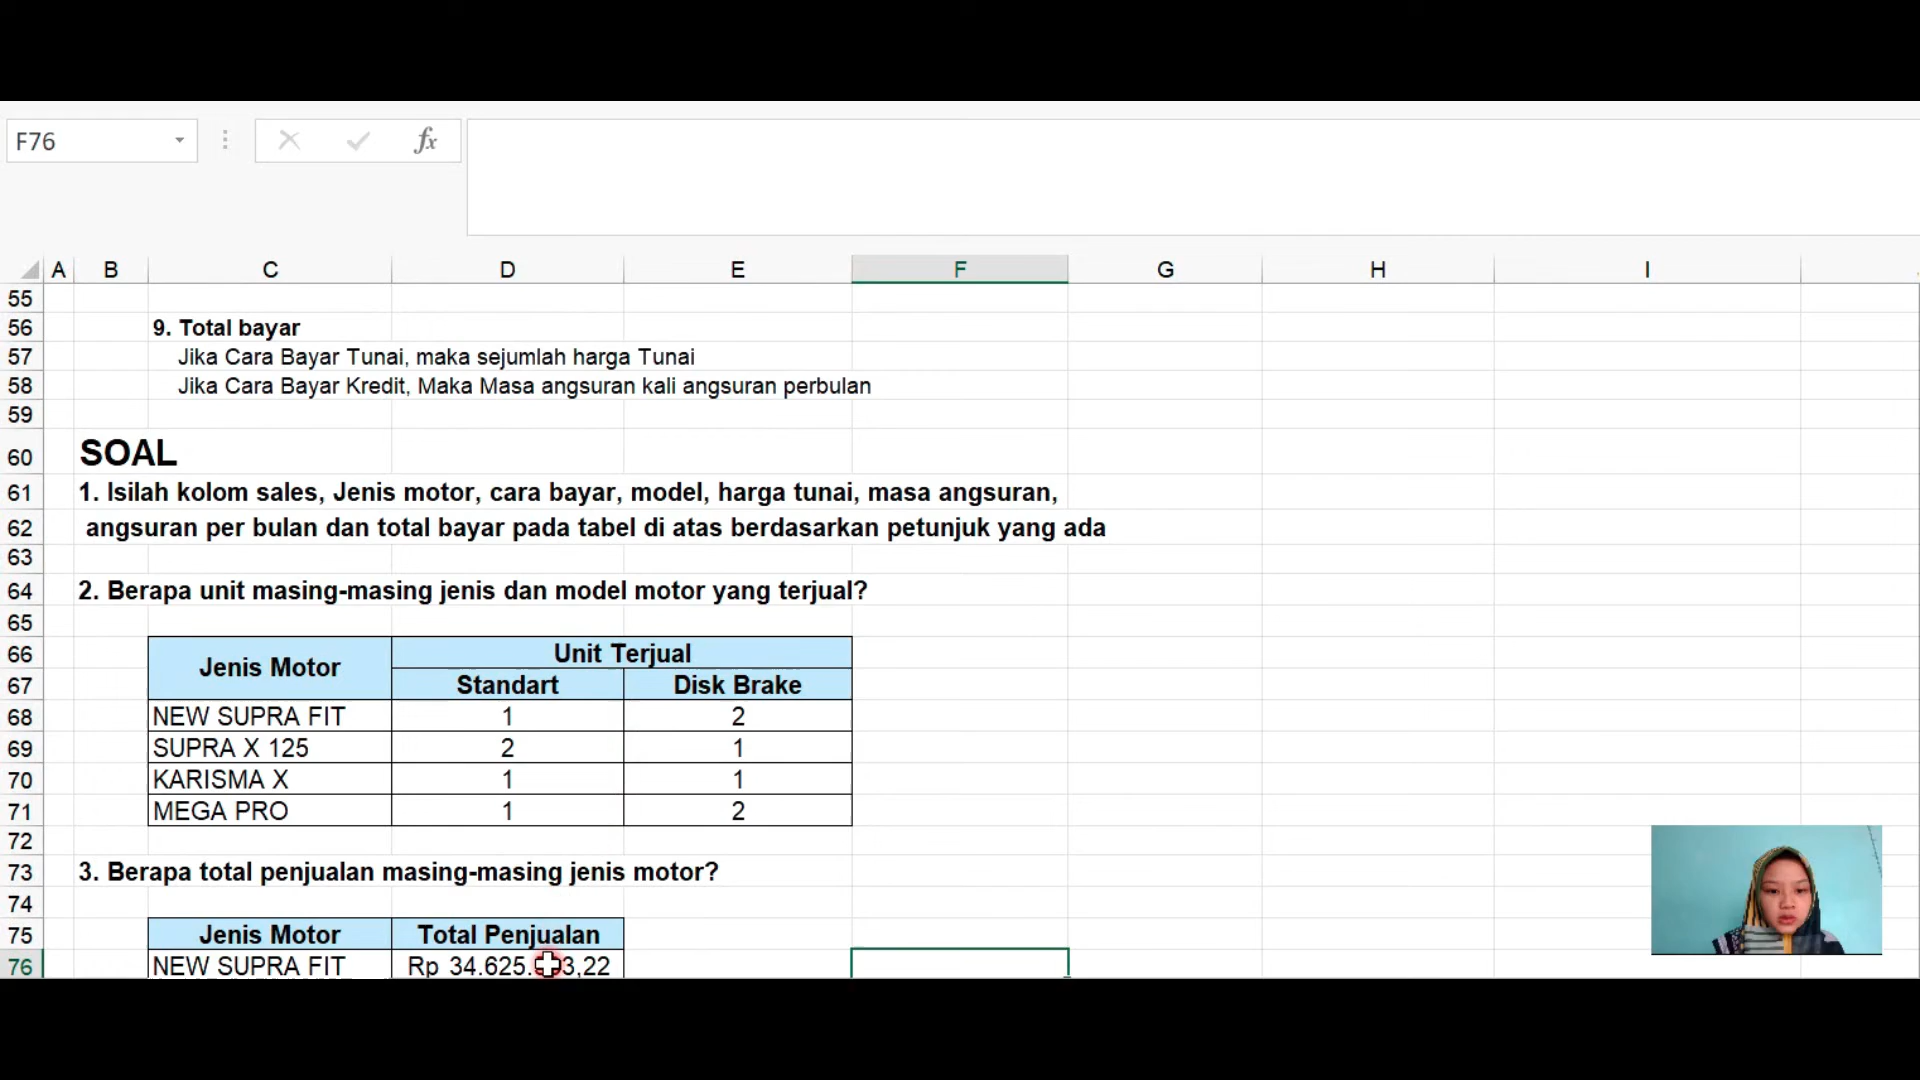 F76
fx
A B C D E F G H I
55
56 9. Total bayar
57 Jika Cara Bayar Tunai, maka sejumlah harga Tunai
58 Jika Cara Bayar Kredit, Maka Masa angsuran kali angsuran perbulan
59
60 SOAL
61 1. Isilah kolom sales, Jenis motor, cara bayar, model, harga tunai, masa angsuran,
62 angsuran per bulan dan total bayar pada tabel di atas berdasarkan petunjuk yang ada
63
64 2. Berapa unit masing-masing jenis dan model motor yang terjual?
65
66 Jenis Motor Unit Terjual
67 Standart Disk Brake
68 NEW SUPRA FIT 1 2
69 SUPRA X 125 2 1
70 KARISMA X 1 1
71 MEGA PRO 1 2
72
73 3. Berapa total penjualan masing-masing jenis motor?
74
75 Jenis Motor Total Penjualan
76 NEW SUPRA FIT Rp